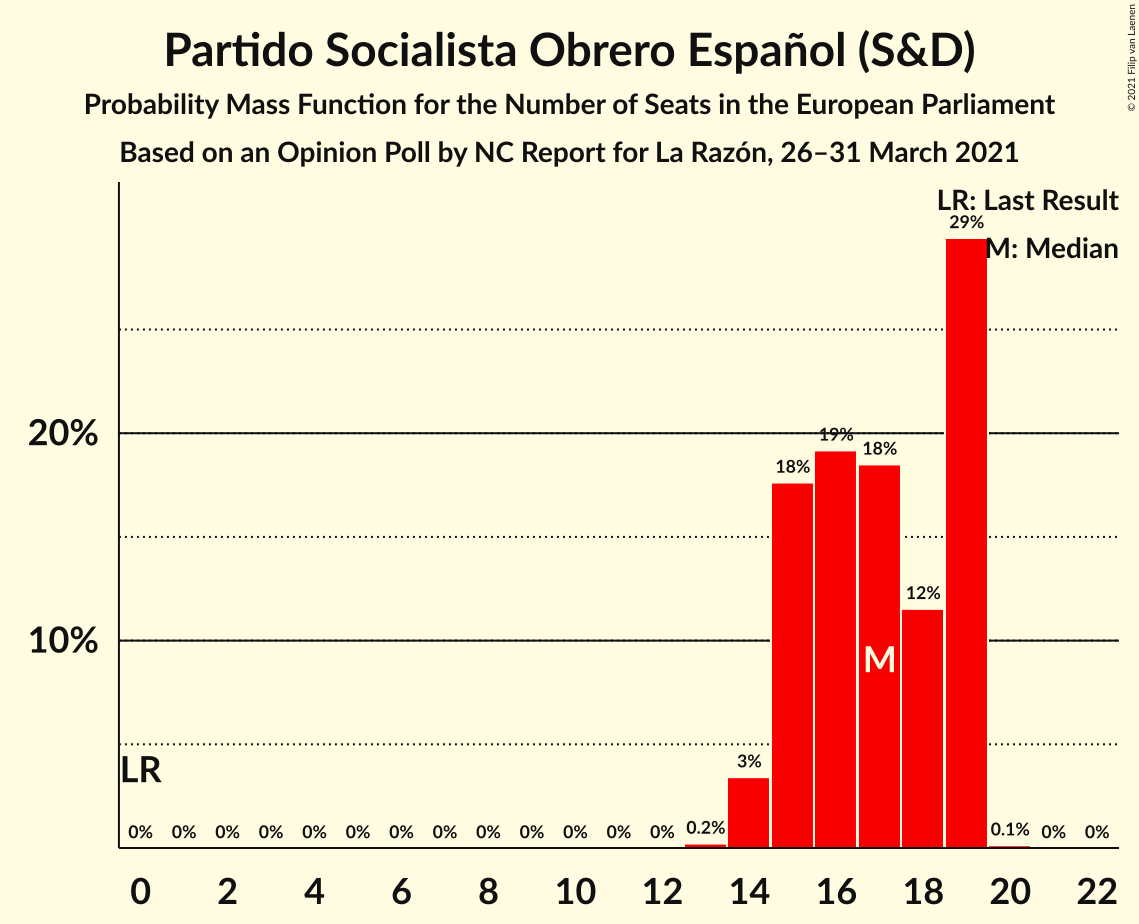 Partido Socialista Obrero Español (S&D)
Probability Mass Function for the Number of Seats in the European Parliament
Based on an Opinion Poll by NC Report for La Razón, 26–31 March 2021
© 2021 Filip van Laenen
LR: Last Result
M: Median
29%
20%
19%
18%
18%
12%
10%
M
3%
LR
0% 0% 0% 0% 0% 0% 0% 0% 0% 0% 0% 0% 0% 0.2% 0.1% 0% 0%
0 2 4 6 8 10 12 14 16 18 20 22